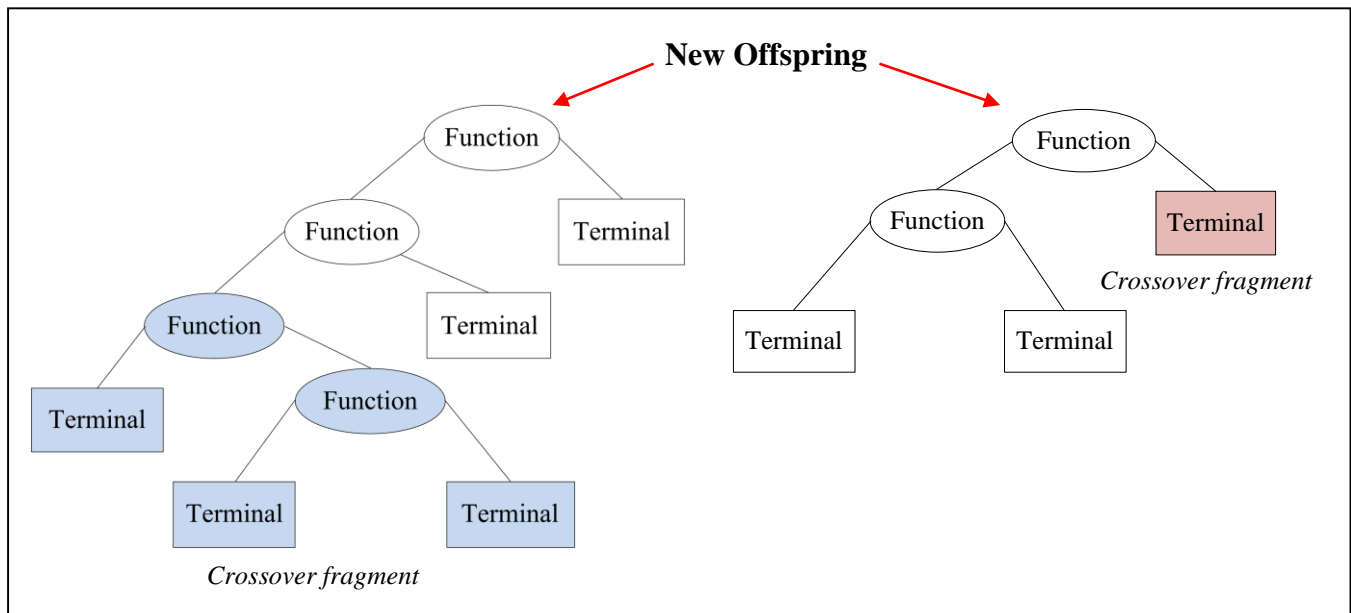 New Offspring
Function
Function
Terminal
Function
Terminal
Terminal
Function
Terminal
Terminal
Crossover fragment
Function
Function
Terminal
Crossover fragment
Terminal
Terminal